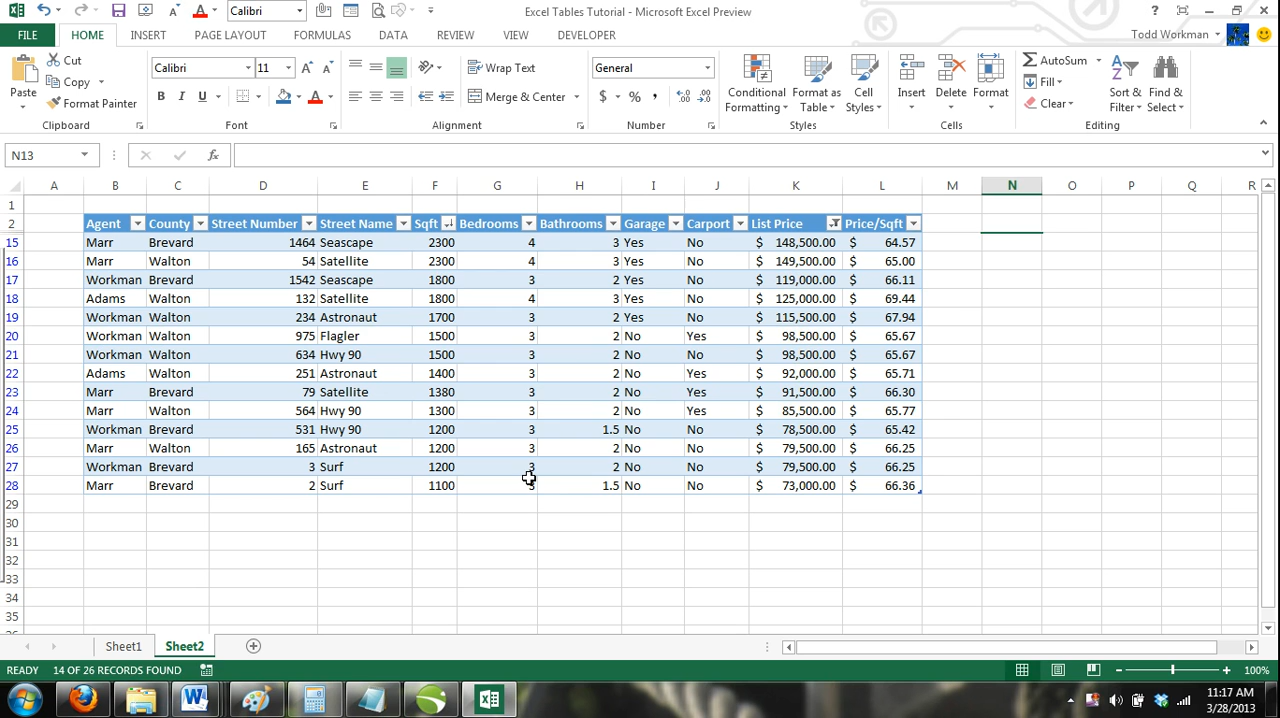 Calibri
Excel Tables Tutorial - Microsoft Excel Preview
?
FILE HOME INSERT PAGE LAYOUT FORMULAS DATA REVIEW VIEW DEVELOPER Todd Workman
Paste
Cut
Copy
Format Painter
Clipboard
Calibri 11
B I U
Font
Wrap Text
Merge & Center
Alignment
General
$ % ,
Number
Conditional Formatting
Format as Table
Cell Styles
Styles
Insert Delete Format
Cells
AutoSum
Fill
Clear
Sort & Filter
Find & Select
Editing
N13 fx
A B C D E F G H I J K L M N O P Q R
1
2 Agent County Street Number Street Name Sqft Bedrooms Bathrooms Garage Carport List Price Price/Sqft
15 Marr Brevard 1464 Seascape 2300 4 3 Yes No $ 148,500.00 $ 64.57
16 Marr Walton 54 Satellite 2300 4 3 Yes No $ 149,500.00 $ 65.00
17 Workman Brevard 1542 Seascape 1800 3 2 Yes No $ 119,000.00 $ 66.11
18 Adams Walton 132 Satellite 1800 4 3 Yes No $ 125,000.00 $ 69.44
19 Workman Walton 234 Astronaut 1700 3 2 Yes No $ 115,500.00 $ 67.94
20 Workman Walton 975 Flagler 1500 3 2 No Yes $ 98,500.00 $ 65.67
21 Workman Walton 634 Hwy 90 1500 3 2 No No $ 98,500.00 $ 65.67
22 Adams Walton 251 Astronaut 1400 3 2 No Yes $ 92,000.00 $ 65.71
23 Marr Brevard 79 Satellite 1380 3 2 No Yes $ 91,500.00 $ 66.30
24 Marr Walton 564 Hwy 90 1300 3 2 No Yes $ 85,500.00 $ 65.77
25 Workman Brevard 531 Hwy 90 1200 3 1.5 No No $ 78,500.00 $ 65.42
26 Marr Walton 165 Astronaut 1200 3 2 No No $ 79,500.00 $ 66.25
27 Workman Brevard 3 Surf 1200 3 2 No No $ 79,500.00 $ 66.25
28 Marr Brevard 2 Surf 1100 3 1.5 No No $ 73,000.00 $ 66.36
29
30
31
32
33
34
35
Sheet1 Sheet2
READY 14 OF 26 RECORDS FOUND 100%
11:17 AM
3/28/2013